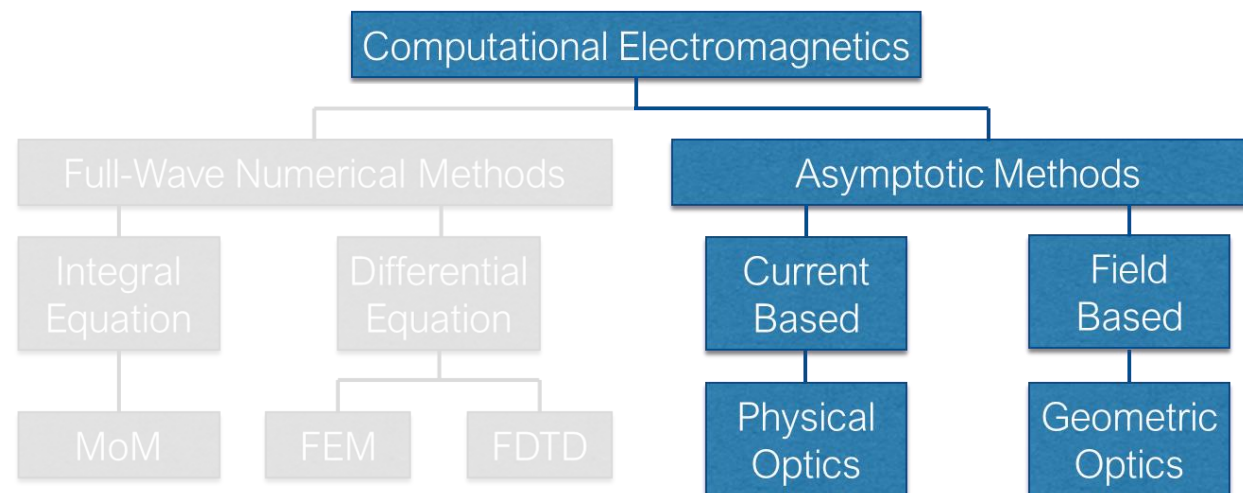 Computational Electromagnetics
Full-Wave Numerical Methods
Asymptotic Methods
Integral
Equation
Differential
Equation
Current
Based
Field
Based
MoM
FEM
FDTD
Physical
Optics
Geometric
Optics